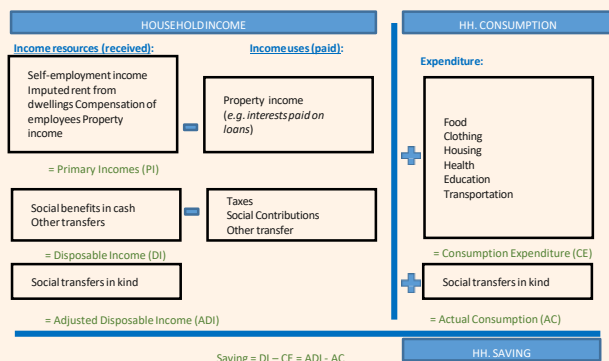 HOUSEHOLD INCOME
HH. CONSUMPTION
Income resources (received):
Income uses (paid):
Expenditure:
Self-employment income
Imputed rent from
dwellings Compensation of
employees Property
income
Property income
(e.g. interests paid on
loans)
Food
Clothing
Housing
Health
Education
Transportation
= Primary Incomes (PI)
Social benefits in cash
Other transfers
Taxes
Social Contributions
Other transfer
= Disposable Income (DI)
= Consumption Expenditure (CE)
Social transfers in kind
Social transfers in kind
= Adjusted Disposable Income (ADI)
= Actual Consumption (AC)
Saving = DI – CE = ADI - AC
HH. SAVING